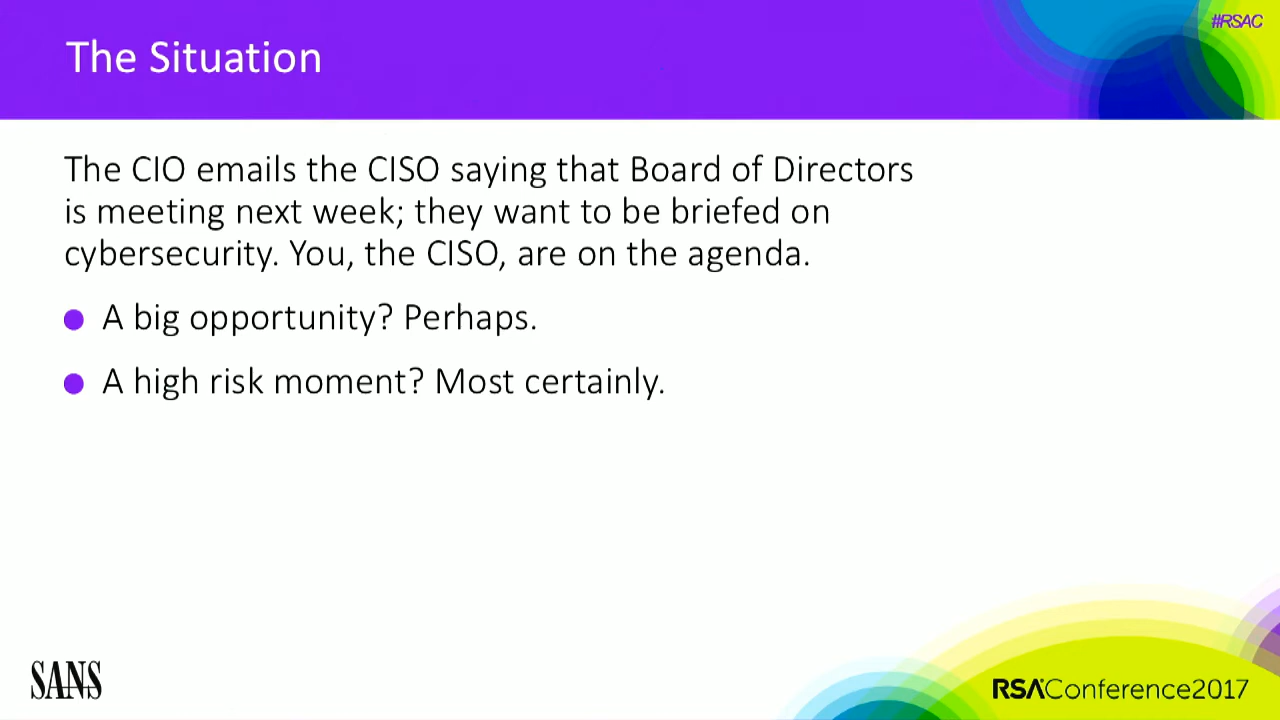 #RSAC
The Situation
The CIO emails the CISO saying that Board of Directors
is meeting next week; they want to be briefed on
cybersecurity. You, the CISO, are on the agenda.
A big opportunity? Perhaps.
A high risk moment? Most certainly.
SANS
RSAConference2017